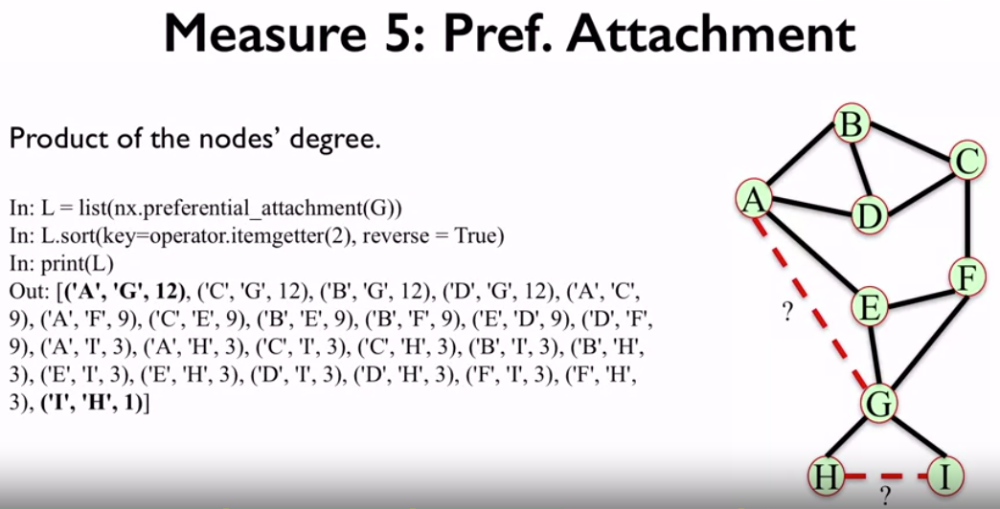 Measure 5: Pref. Attachment
Product of the nodes' degree.
In: L = list(nx.preferential_attachment(G))
In: L.sort(key=operator.itemgetter(2), reverse = True)
In: print(L)
Out: [('A', 'G', 12), ('C', 'G', 12), ('B', 'G', 12), ('D', 'G', 12), ('A', 'C',
9), ('A', 'F', 9), ('C', 'E', 9), ('B', 'E', 9), ('B', 'F', 9), ('E', 'D', 9), ('D', 'F',
9), ('A', 'I', 3), ('A', 'H', 3), ('C', 'I', 3), ('C', 'H', 3), ('B', 'I', 3), ('B', 'H',
3), ('E', 'I', 3), ('E', 'H', 3), ('D', 'I', 3), ('D', 'H', 3), ('F', 'I', 3), ('F', 'H',
3), ('I', 'H', 1)]
B
C
A
D
F
?
E
G
H
I
?